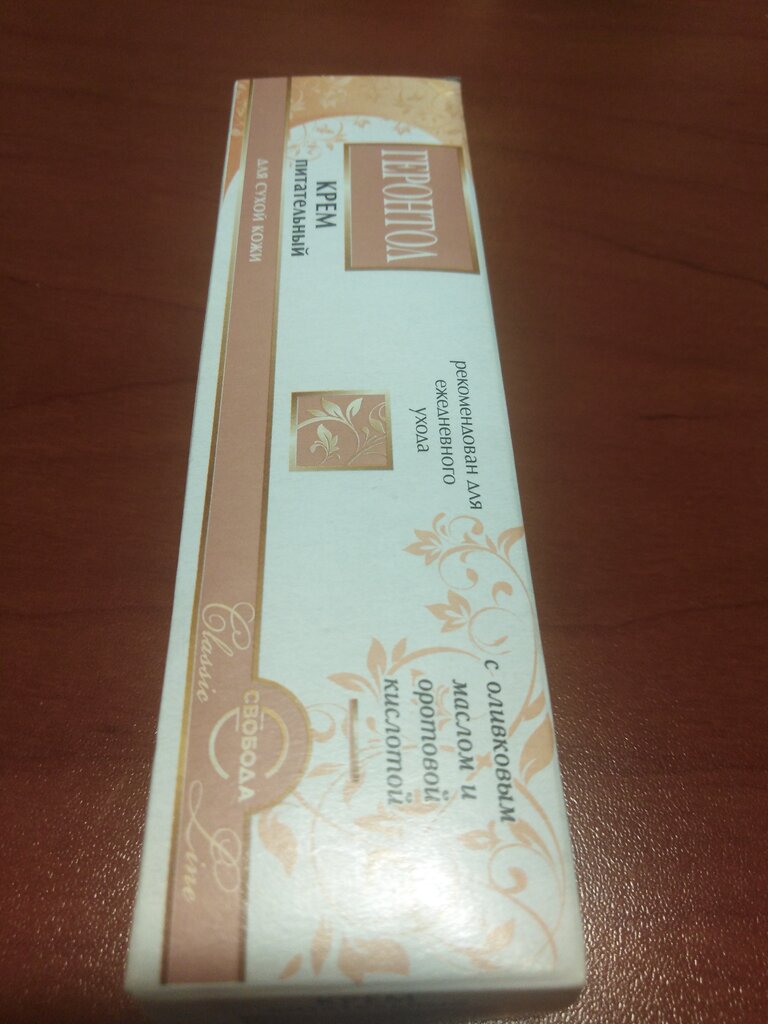 ГЕРОНТОЛ
КРЕМ
питательный
ДЛЯ СУХОЙ КОЖИ
рекомендован для
ежедневного
ухода
с оливковым
маслом и
оротовой
кислотой
Classic
СВОБОДА
Line